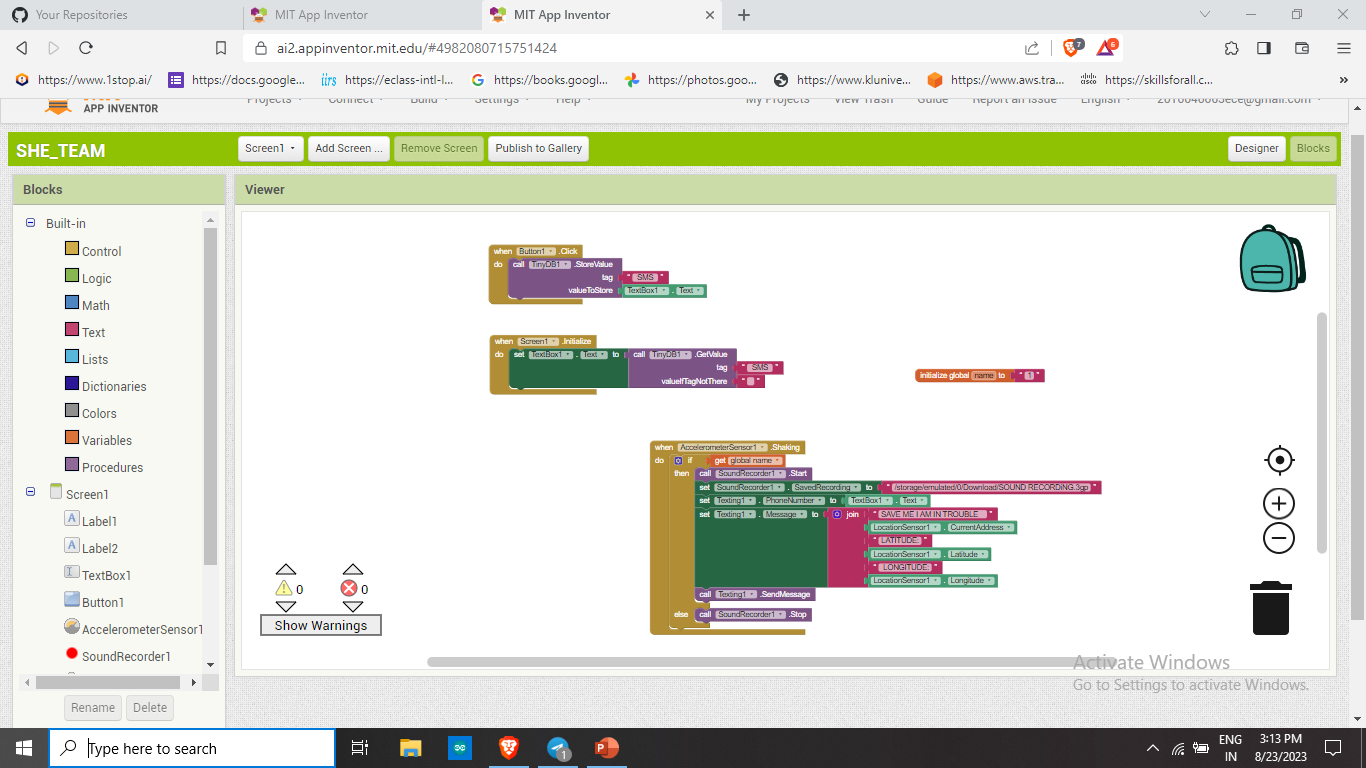 Your Repositories
MIT App Inventor
MIT App Inventor
ai2.appinventor.mit.edu/#4982080715751424
7
6
https://www.1stop.ai/
https://docs.google...
iirs
https://eclass-intl-l...
https://books.googl...
https://photos.goo...
https://www.klunive...
https://www.aws.tra...
cisco
https://skillsforall.c...
»
APP INVENTOR
Projects
Connect
Build
Settings
Help
My Projects
View Trash
Guide
Report an Issue
English
SHE_TEAM
Screen1
Add Screen ...
Remove Screen
Publish to Gallery
Designer
Blocks
Blocks
Viewer
Built-in
Control
Logic
Math
Text
Lists
Dictionaries
Colors
Variables
Procedures
Screen1
Label1
Label2
TextBox1
Button1
AccelerometerSensor1
SoundRecorder1
Rename
Delete
when Button1 .Click
do call TinyDB1 .StoreValue
tag " SMS "
valueToStore TextBox1 . Text
when Screen1 .Initialize
do set TextBox1 . Text to call TinyDB1 .GetValue
tag " SMS "
valueIfTagNotThere " "
initialize global name to " 1 "
when AccelerometerSensor1 .Shaking
do if get global name
then call SoundRecorder1 .Start
set SoundRecorder1 . SavedRecording to " /storage/emulated/0/Download/SOUND RECORDING.3gp "
set Texting1 . PhoneNumber to TextBox1 . Text
set Texting1 . Message to join " SAVE ME I AM IN TROUBLE "
LocationSensor1 . CurrentAddress
" LATITUDE: "
LocationSensor1 . Latitude
" LONGITUDE: "
LocationSensor1 . Longitude
call Texting1 .SendMessage
else call SoundRecorder1 .Stop
0
0
Show Warnings
Activate Windows
Go to Settings to activate Windows.
Type here to search
1
ENG
IN
3:13 PM
8/23/2023